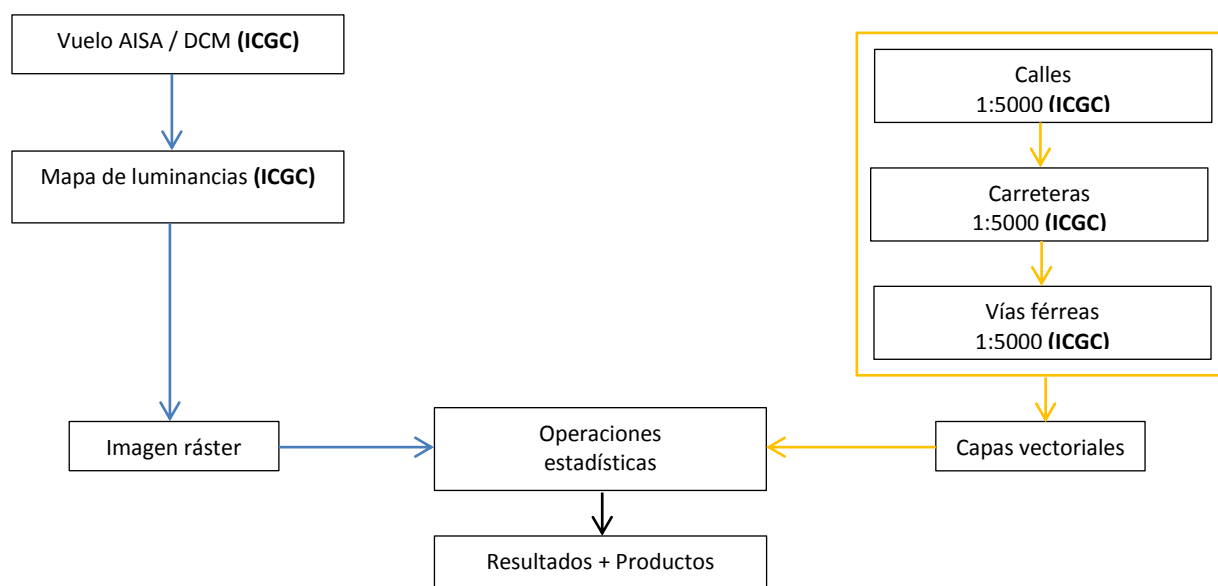 Vuelo AISA / DCM (ICGC)
Mapa de luminancias (ICGC)
Imagen ráster
Calles
1:5000 (ICGC)
Carreteras
1:5000 (ICGC)
Vías férreas
1:5000 (ICGC)
Capas vectoriales
Operaciones
estadísticas
Resultados + Productos